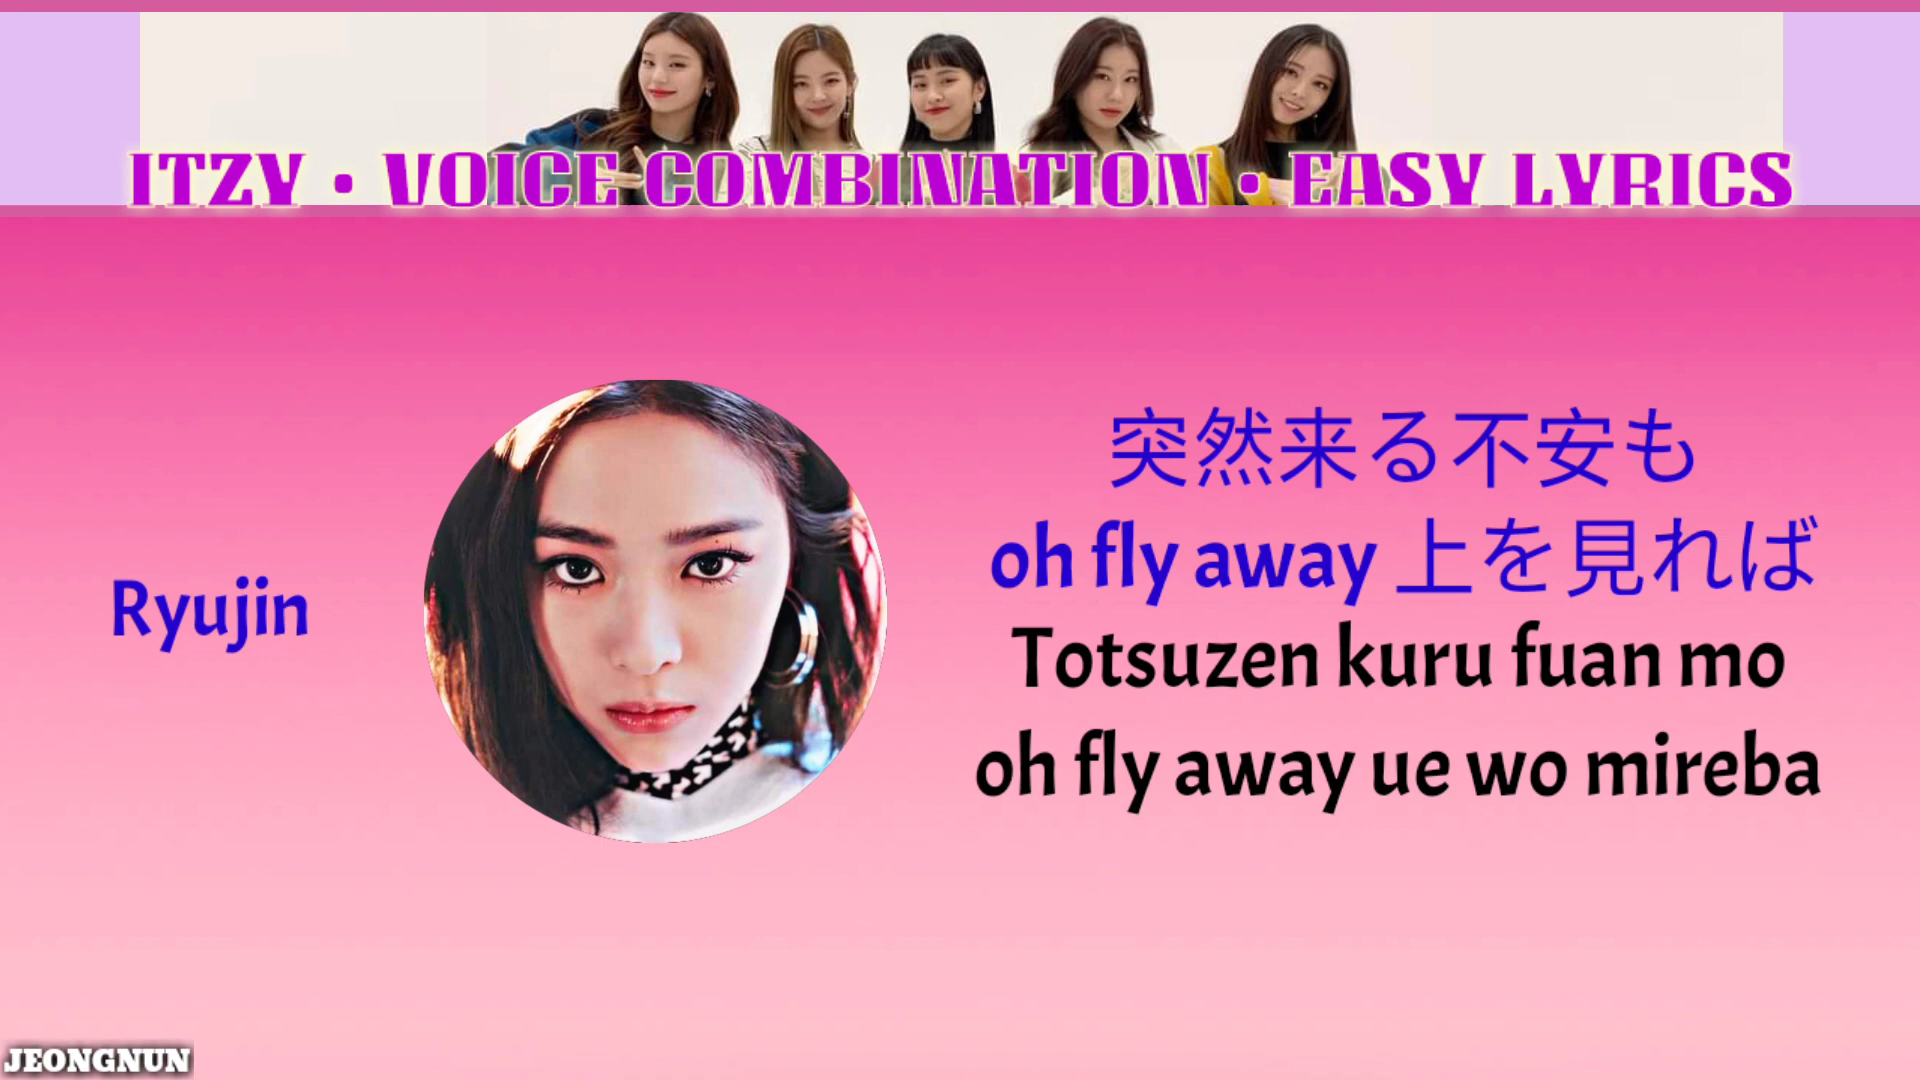 ITZY • VOICE COMBINATION • EASY LYRICS
Ryujin
突然来る不安も
oh fly away 上を見れば
Totsuzen kuru fuan mo
oh fly away ue wo mireba
JEONGNUN